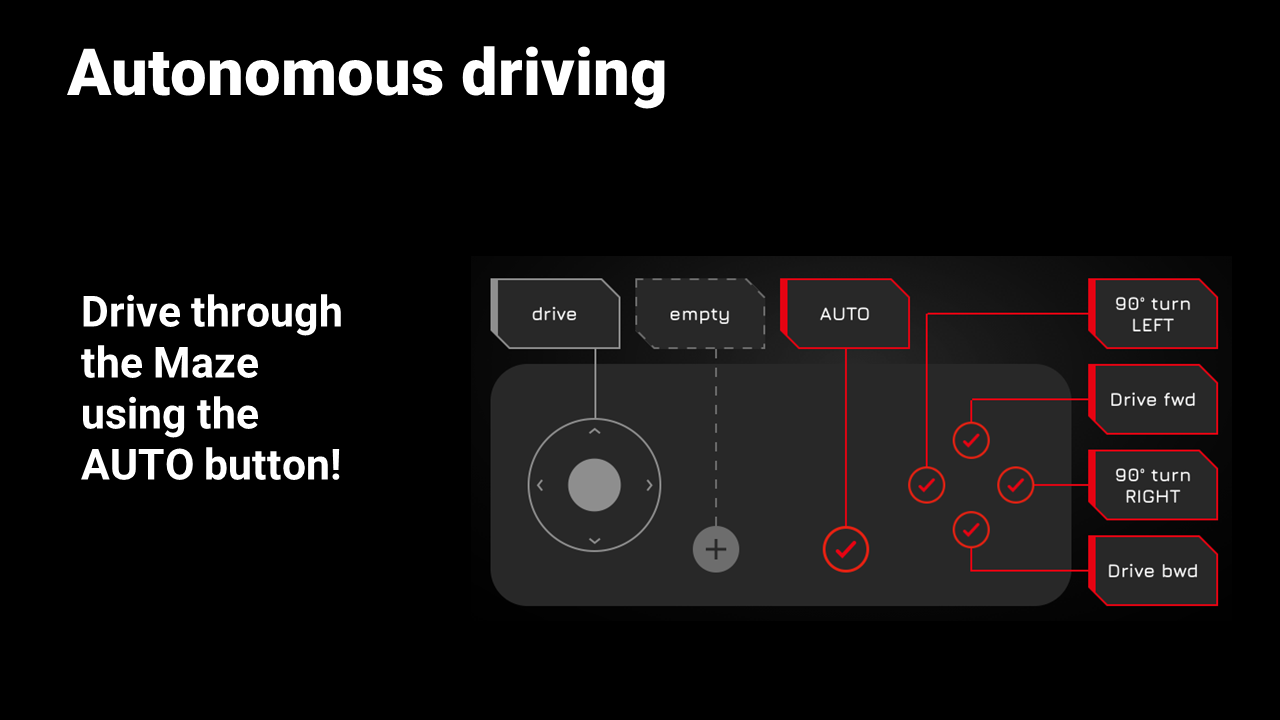 Autonomous driving
Drive through
the Maze
using the
AUTO button!
drive
empty
AUTO
90° turn
LEFT
Drive fwd
90° turn
RIGHT
Drive bwd